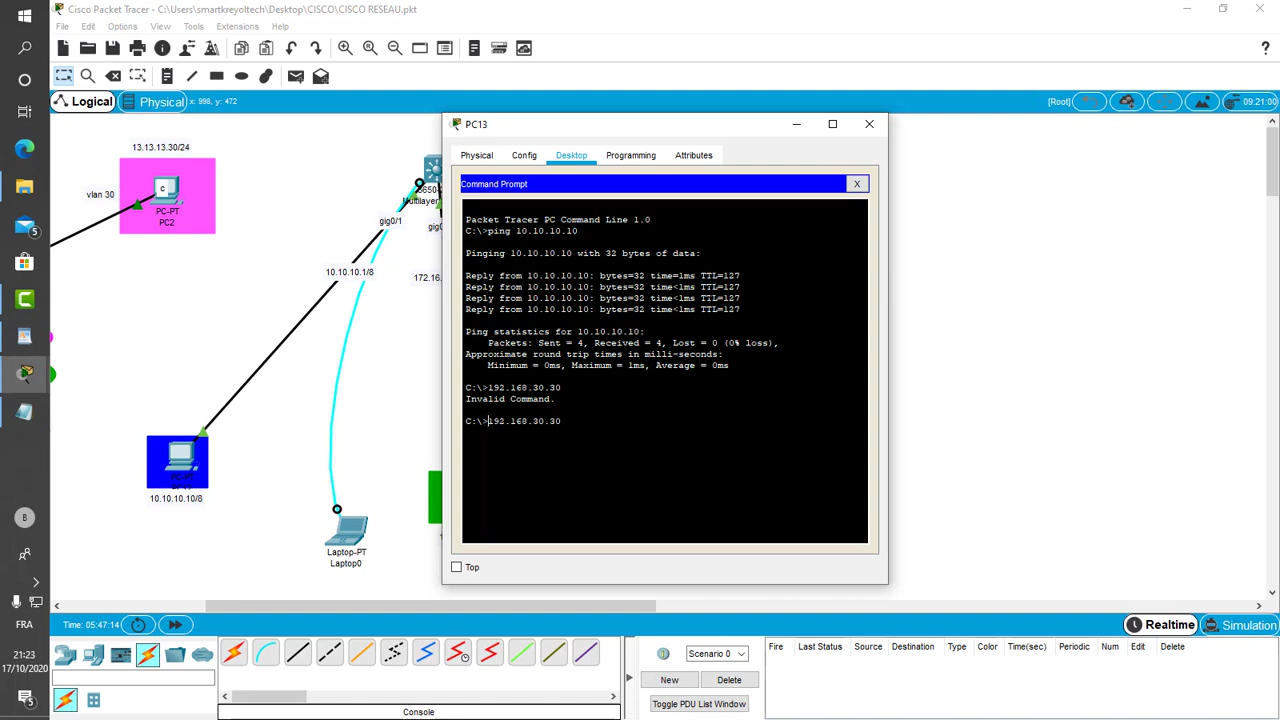 Cisco Packet Tracer - C:\Users\smartkreyoltech\Desktop\CISCO\CISCO RESEAU.pkt
File Edit Options View Tools Extensions Help
Logical
Physical
x: 998, y: 472
[Root]
09:21:00
13.13.13.30/24
vlan 30
C
PC-PT
PC2
3650-
Multilayer
gig0/1
gig0
10.10.10.1/8
172.16.
10.10.10.10/8
Laptop-PT
Laptop0
PC13
Physical Config Desktop Programming Attributes
Command Prompt
X
Packet Tracer PC Command Line 1.0
C:\>ping 10.10.10.10
Pinging 10.10.10.10 with 32 bytes of data:
Reply from 10.10.10.10: bytes=32 time=1ms TTL=127
Reply from 10.10.10.10: bytes=32 time<1ms TTL=127
Reply from 10.10.10.10: bytes=32 time<1ms TTL=127
Reply from 10.10.10.10: bytes=32 time<1ms TTL=127
Ping statistics for 10.10.10.10:
Packets: Sent = 4, Received = 4, Lost = 0 (0% loss),
Approximate round trip times in milli-seconds:
Minimum = 0ms, Maximum = 1ms, Average = 0ms
C:\>192.168.30.30
Invalid Command.
C:\>192.168.30.30
Top
Time: 05:47:14
Realtime
Simulation
Scenario 0
New
Delete
Toggle PDU List Window
Fire Last Status Source Destination Type Color Time(sec) Periodic Num Edit Delete
Console
5
B
FRA
21:23
17/10/2020
5